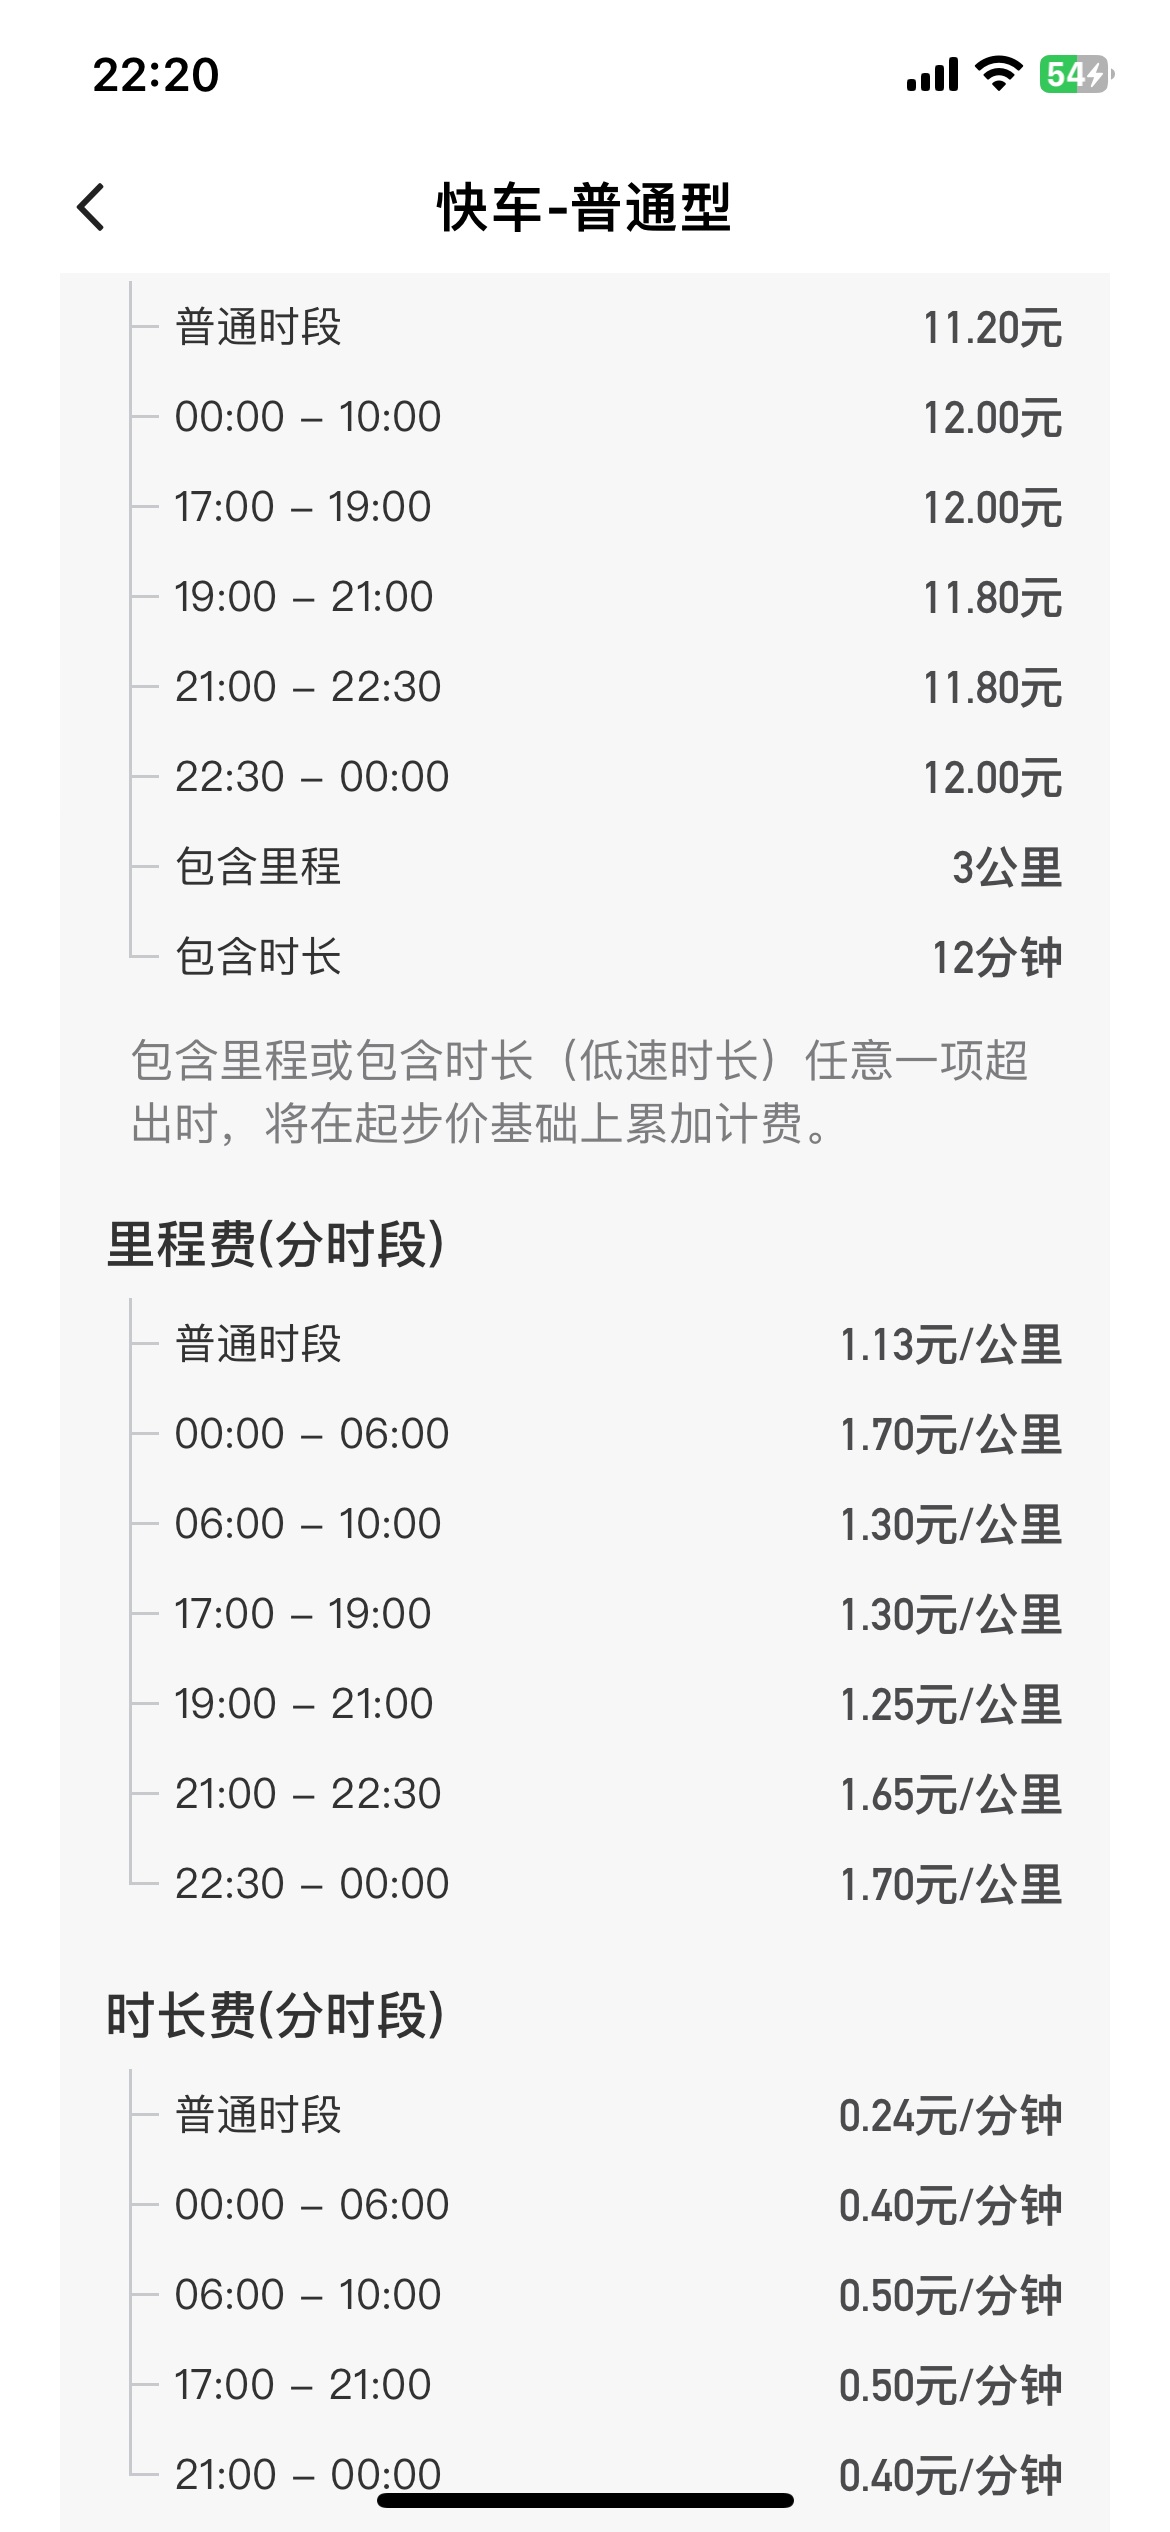 22:20
54
快车-普通型
普通时段 11.20元
00:00 – 10:00 12.00元
17:00 – 19:00 12.00元
19:00 – 21:00 11.80元
21:00 – 22:30 11.80元
22:30 – 00:00 12.00元
包含里程 3公里
包含时长 12分钟
包含里程或包含时长（低速时长）任意一项超
出时，将在起步价基础上累加计费。
里程费(分时段)
普通时段 1.13元/公里
00:00 – 06:00 1.70元/公里
06:00 – 10:00 1.30元/公里
17:00 – 19:00 1.30元/公里
19:00 – 21:00 1.25元/公里
21:00 – 22:30 1.65元/公里
22:30 – 00:00 1.70元/公里
时长费(分时段)
普通时段 0.24元/分钟
00:00 – 06:00 0.40元/分钟
06:00 – 10:00 0.50元/分钟
17:00 – 21:00 0.50元/分钟
21:00 – 00:00 0.40元/分钟